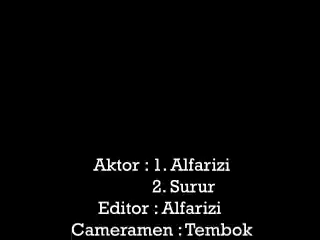 Aktor : 1. Alfarizi
2. Surur
Editor : Alfarizi
Cameramen : Tembok